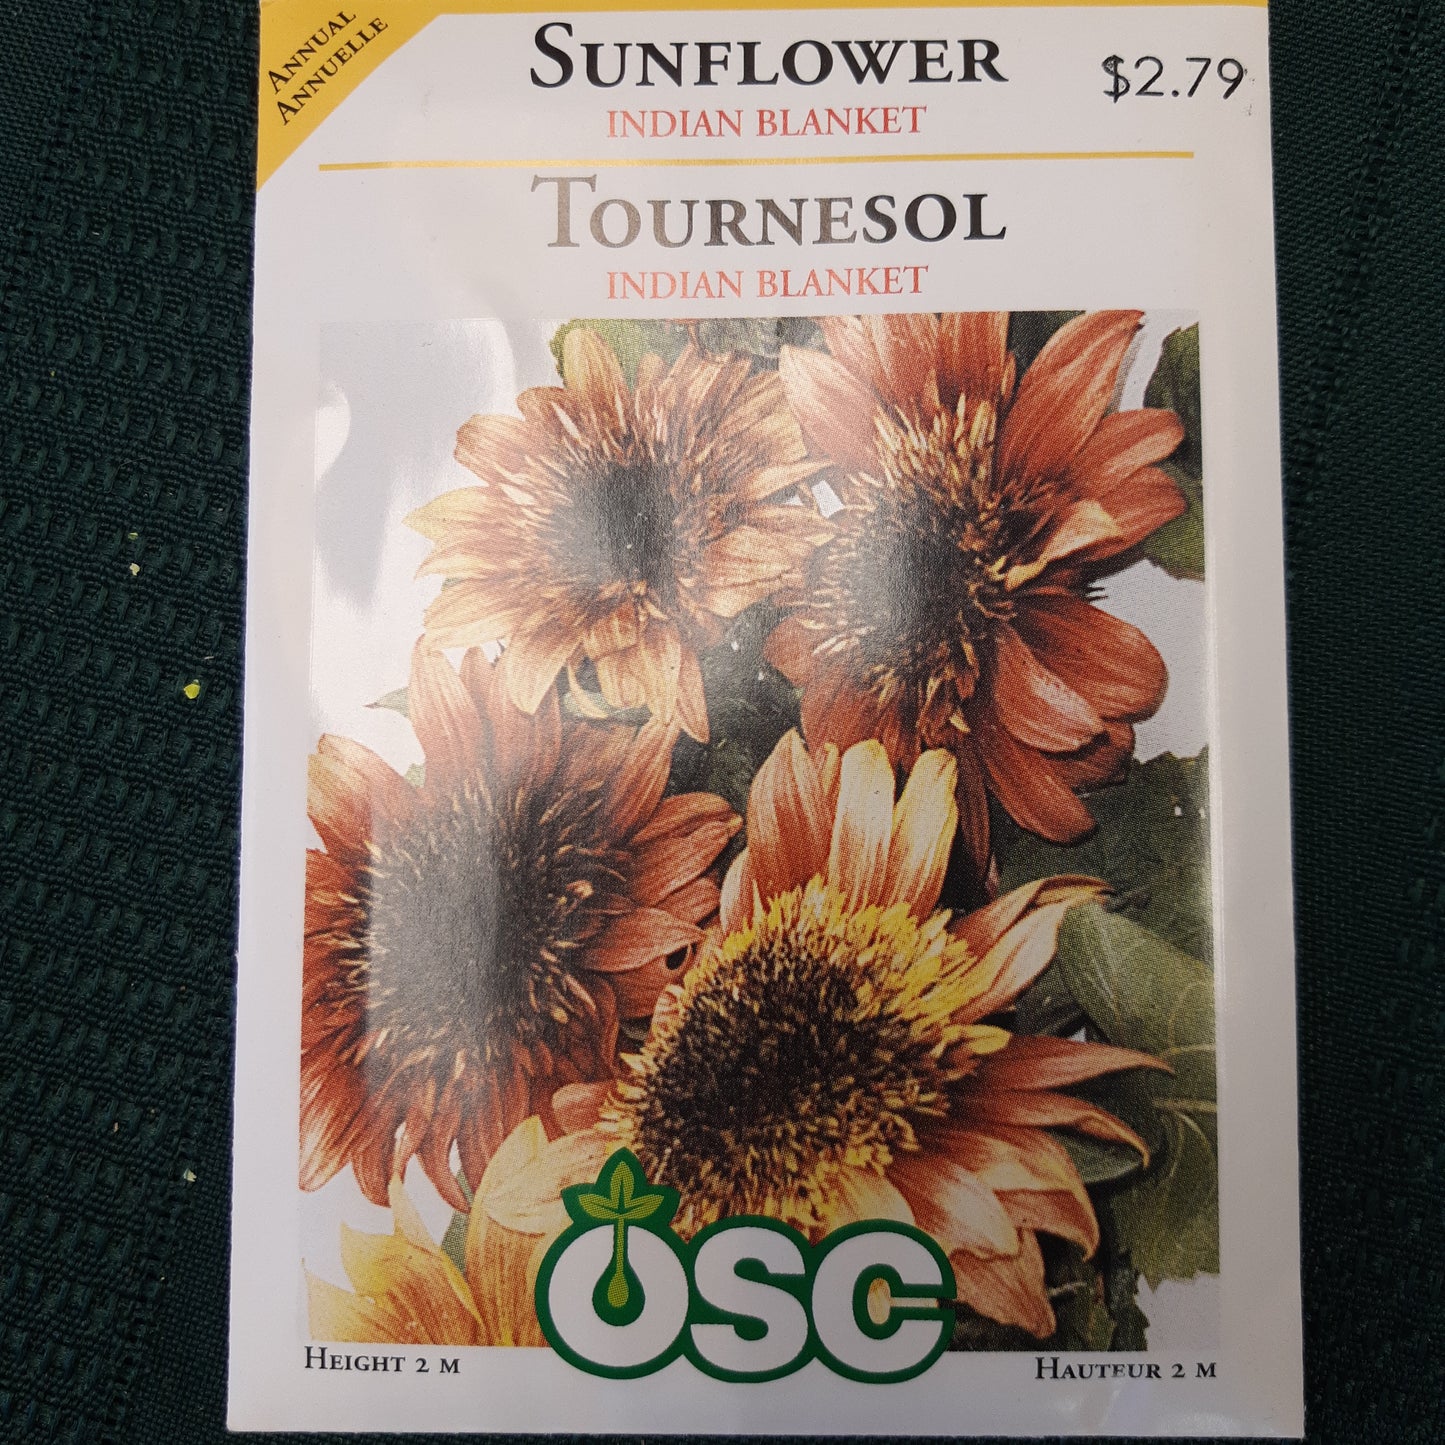 ANNUAL
ANNUELLE
SUNFLOWER
$2.79
INDIAN BLANKET
TOURNESOL
INDIAN BLANKET
OSC
HEIGHT 2 M
HAUTEUR 2 M